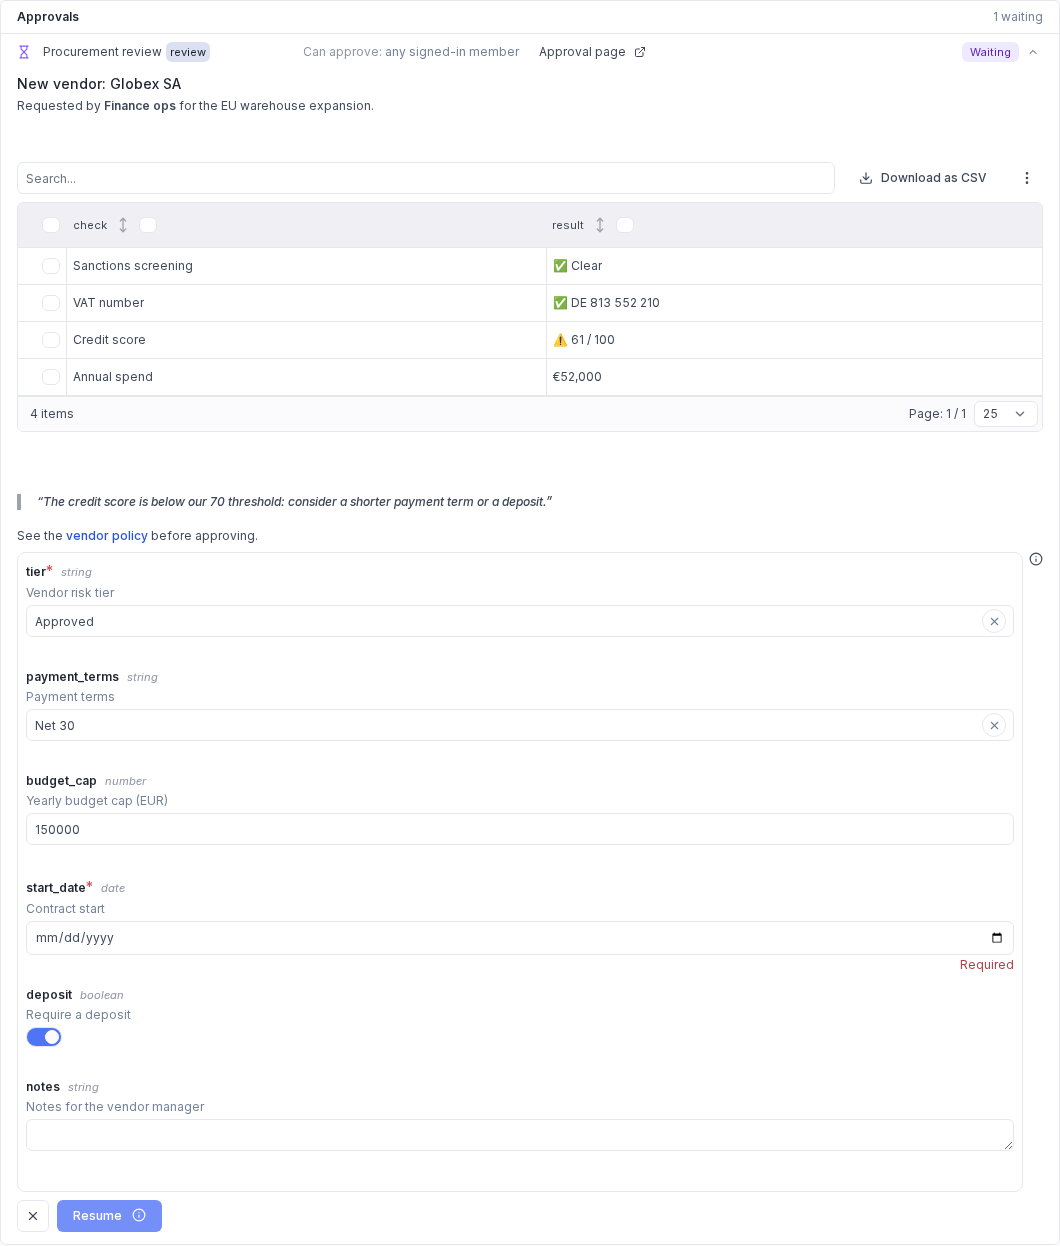 Approvals 1 waiting
Procurement review review Can approve: any signed-in member Approval page Waiting
New vendor: Globex SA
Requested by Finance ops for the EU warehouse expansion.
Search... Download as CSV
check result
Sanctions screening ✅ Clear
VAT number ✅ DE 813 552 210
Credit score ⚠️ 61 / 100
Annual spend €52,000
4 items Page: 1 / 1 25
“The credit score is below our 70 threshold: consider a shorter payment term or a deposit.”
See the vendor policy before approving.
tier* string
Vendor risk tier
Approved
payment_terms string
Payment terms
Net 30
budget_cap number
Yearly budget cap (EUR)
150000
start_date* date
Contract start
mm/dd/yyyy
Required
deposit boolean
Require a deposit
notes string
Notes for the vendor manager
Resume